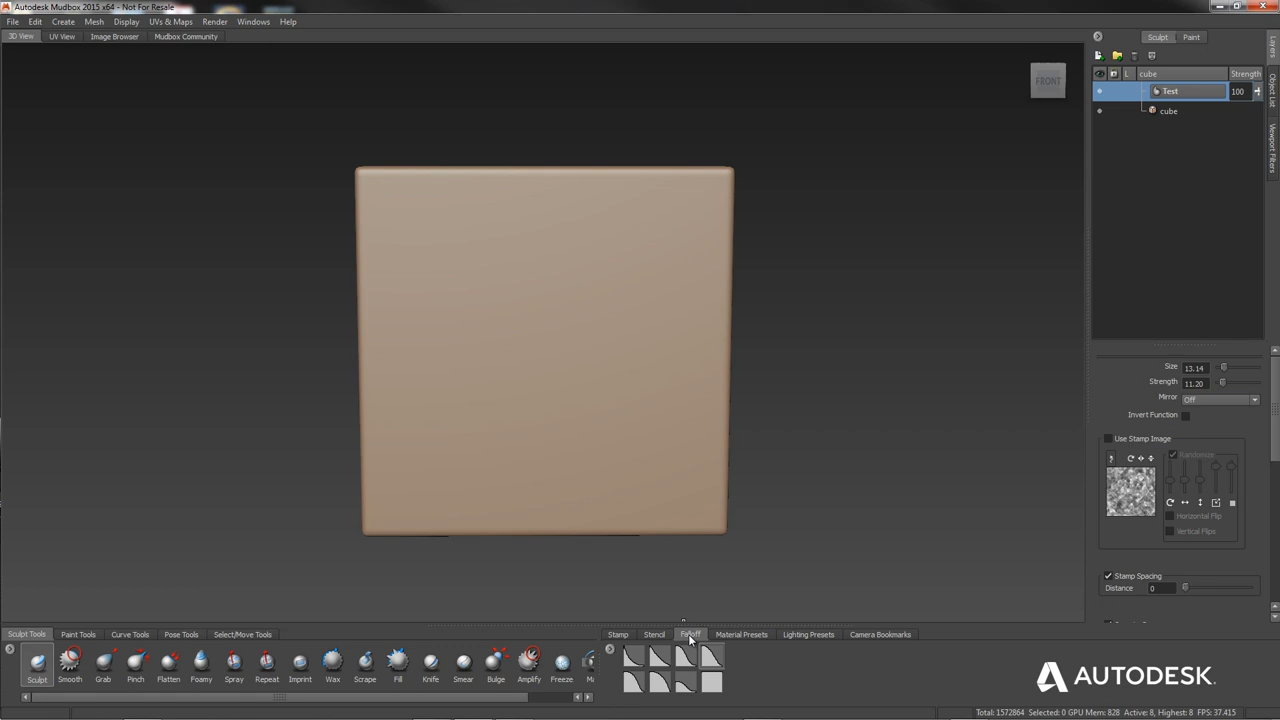 Autodesk Mudbox 2015 x64 - Not For Resale
File Edit Create Mesh Display UVs & Maps Render Windows Help
3D View UV View Image Browser Mudbox Community
Sculpt Paint
Layers
Object List
Viewport Filters
L cube Strength
Test 100
cube
FRONT
Size 13.14
Strength 11.20
Mirror Off
Invert Function
Use Stamp Image
Randomize
Horizontal Flip
Vertical Flips
Stamp Spacing
Distance 0
Sculpt Tools Paint Tools Curve Tools Pose Tools Select/Move Tools
Stamp Stencil Falloff Material Presets Lighting Presets Camera Bookmarks
Sculpt Smooth Grab Pinch Flatten Foamy Spray Repeat Imprint Wax Scrape Fill Knife Smear Bulge Amplify Freeze
AUTODESK.
Total: 1572864 Selected: 0 GPU Mem: 828 Active: 8, Highest: 8 FPS: 37.415